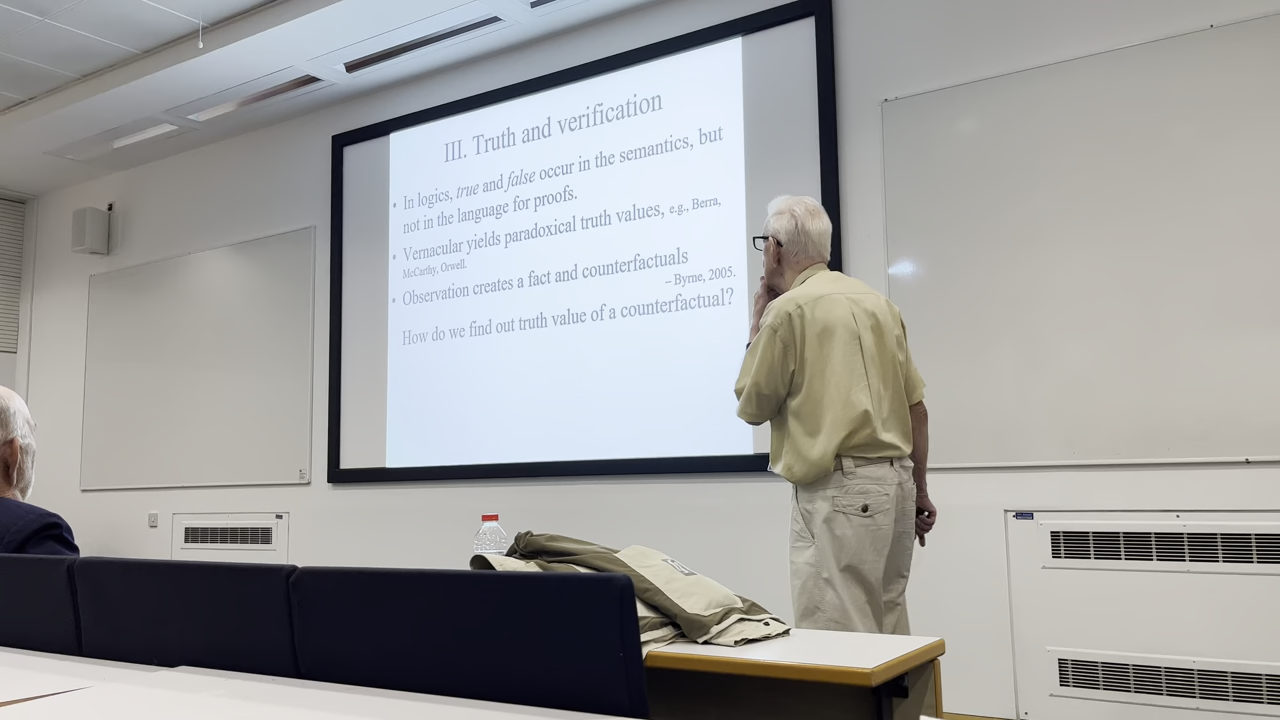 III. Truth and verification
• In logics, true and false occur in the semantics, but
not in the language for proofs.
• Vernacular yields paradoxical truth values, e.g., Berra,
McCarthy, Orwell.
• Observation creates a fact and counterfactuals
– Byrne, 2005.
How do we find out truth value of a counterfactual?